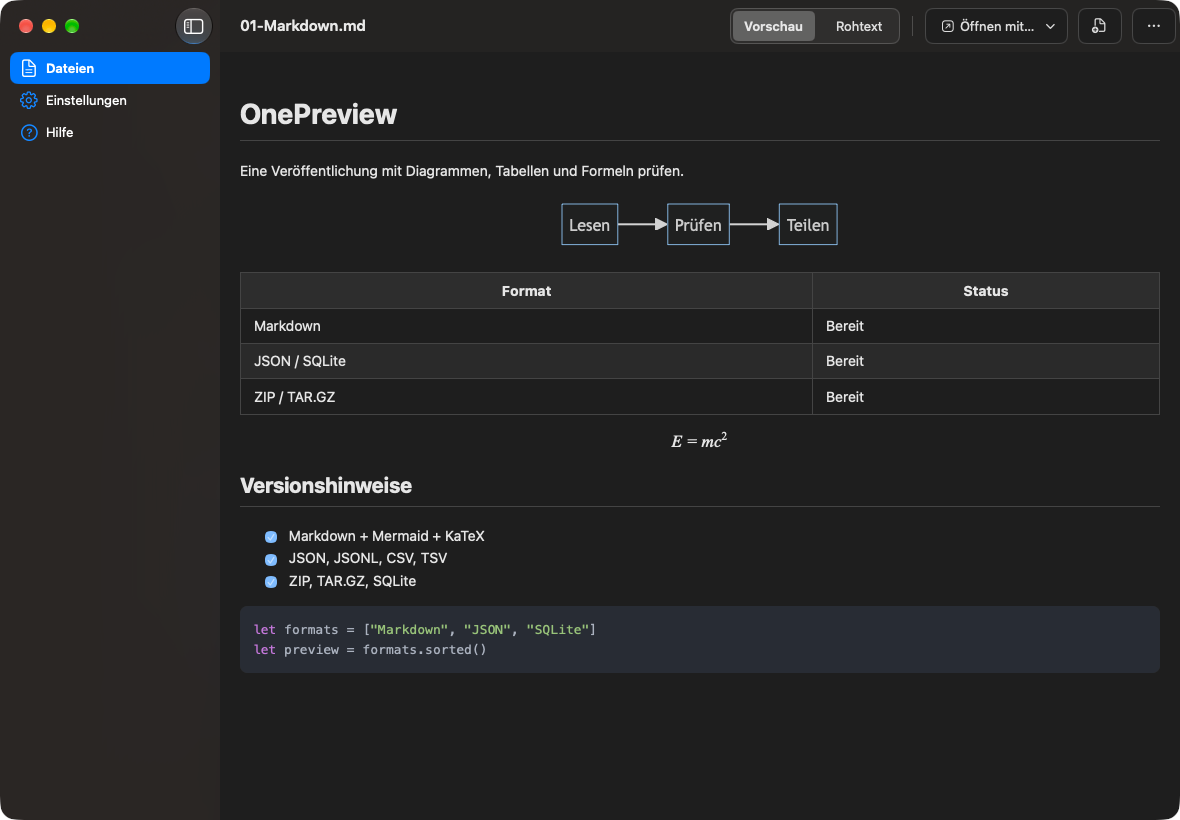 01-Markdown.md
Vorschau
Rohtext
Öffnen mit...
Dateien
Einstellungen
Hilfe
OnePreview
Eine Veröffentlichung mit Diagrammen, Tabellen und Formeln prüfen.
Lesen
Prüfen
Teilen
Format Status
Markdown Bereit
JSON / SQLite Bereit
ZIP / TAR.GZ Bereit
E = mc²
Versionshinweise
Markdown + Mermaid + KaTeX
JSON, JSONL, CSV, TSV
ZIP, TAR.GZ, SQLite
let formats = ["Markdown", "JSON", "SQLite"]
let preview = formats.sorted()